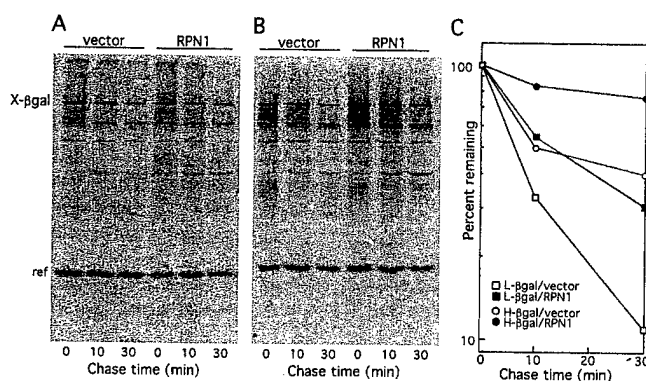 A
vector
RPN1
X-βgal
ref
0 10 30 0 10 30
Chase time (min)
B
vector
RPN1
0 10 30 0 10 30
Chase time (min)
C
Percent remaining
100
10
L-βgal/vector
L-βgal/RPN1
H-βgal/vector
H-βgal/RPN1
0 10 20 30
Chase time (min)